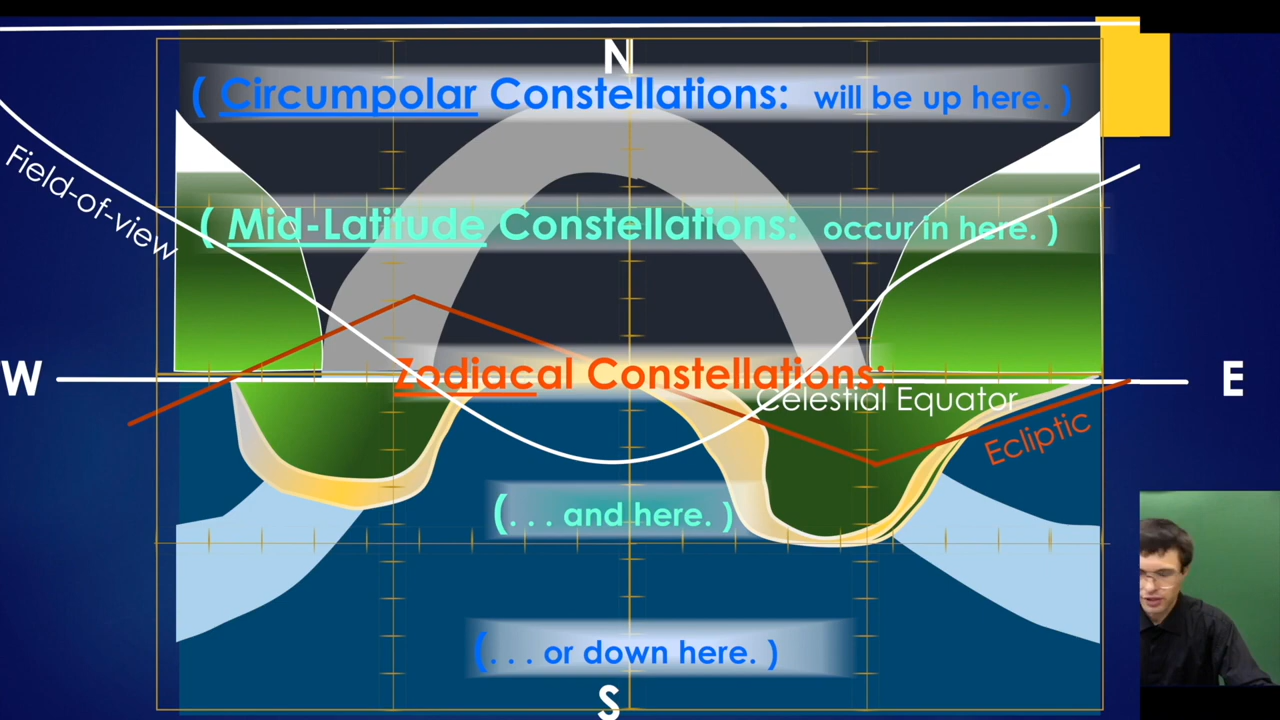 N
( Circumpolar Constellations: will be up here. )
Field-of-view
( Mid-Latitude Constellations: occur in here. )
W
Zodiacal Constellations:
E
Celestial Equator
Ecliptic
(. . . and here. )
(. . . or down here. )
S